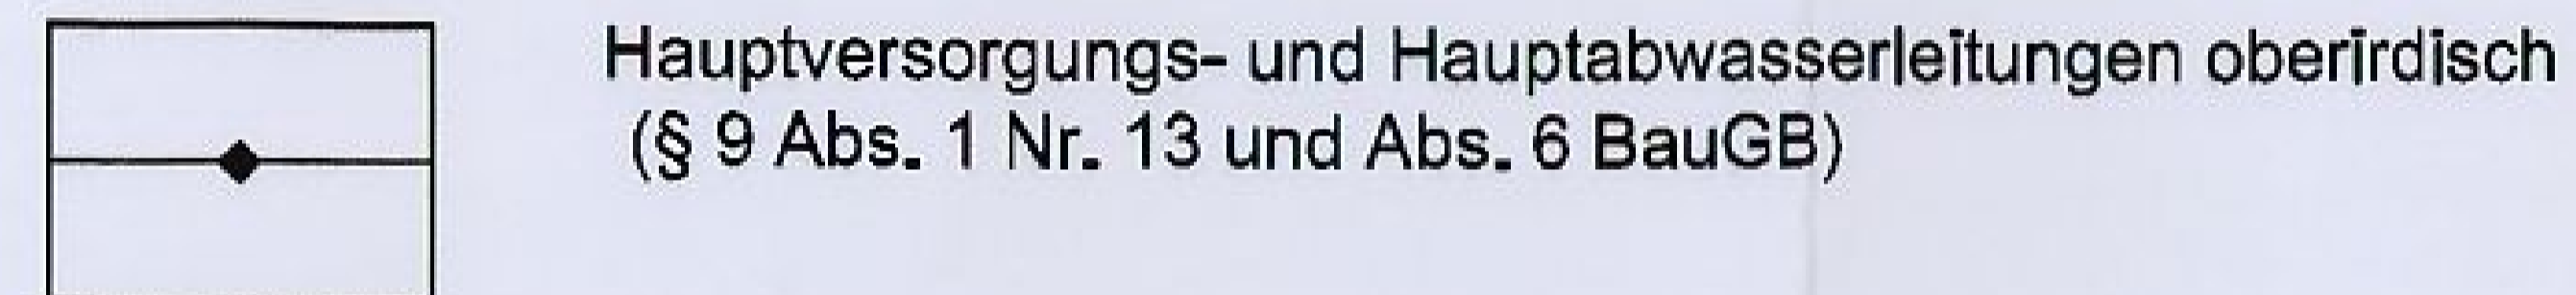 Hauptversorgungs- und Hauptabwasserleitungen oberirdisch
(§ 9 Abs. 1 Nr. 13 und Abs. 6 BauGB)